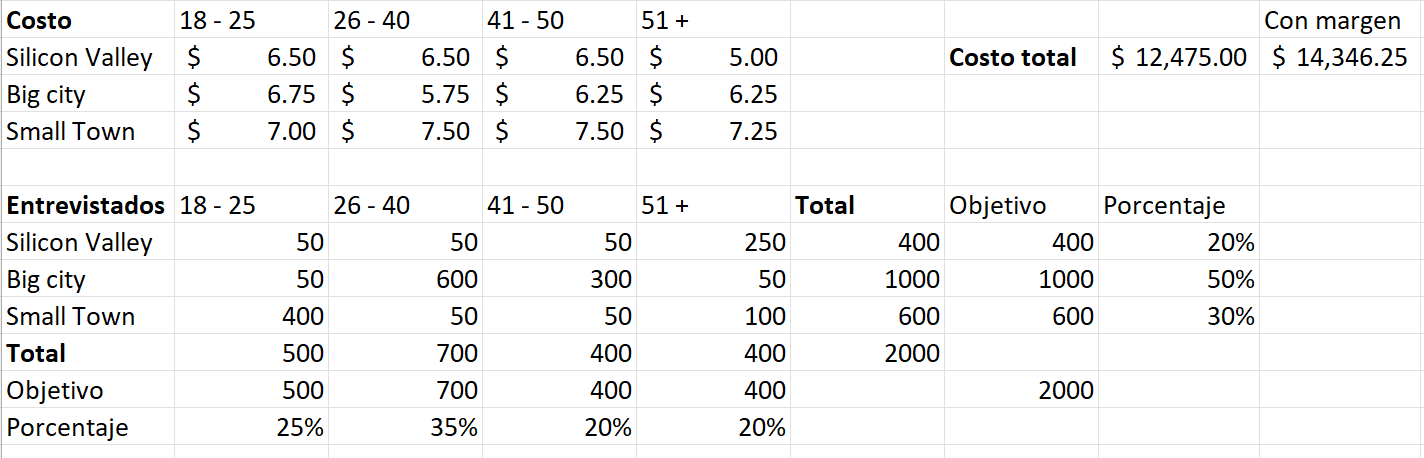 Costo 18 - 25 26 - 40 41 - 50 51 + Con margen
Silicon Valley $ 6.50 $ 6.50 $ 6.50 $ 5.00 Costo total $ 12,475.00 $ 14,346.25
Big city $ 6.75 $ 5.75 $ 6.25 $ 6.25
Small Town $ 7.00 $ 7.50 $ 7.50 $ 7.25
Entrevistados 18 - 25 26 - 40 41 - 50 51 + Total Objetivo Porcentaje
Silicon Valley 50 50 50 250 400 400 20%
Big city 50 600 300 50 1000 1000 50%
Small Town 400 50 50 100 600 600 30%
Total 500 700 400 400 2000
Objetivo 500 700 400 400 2000
Porcentaje 25% 35% 20% 20%